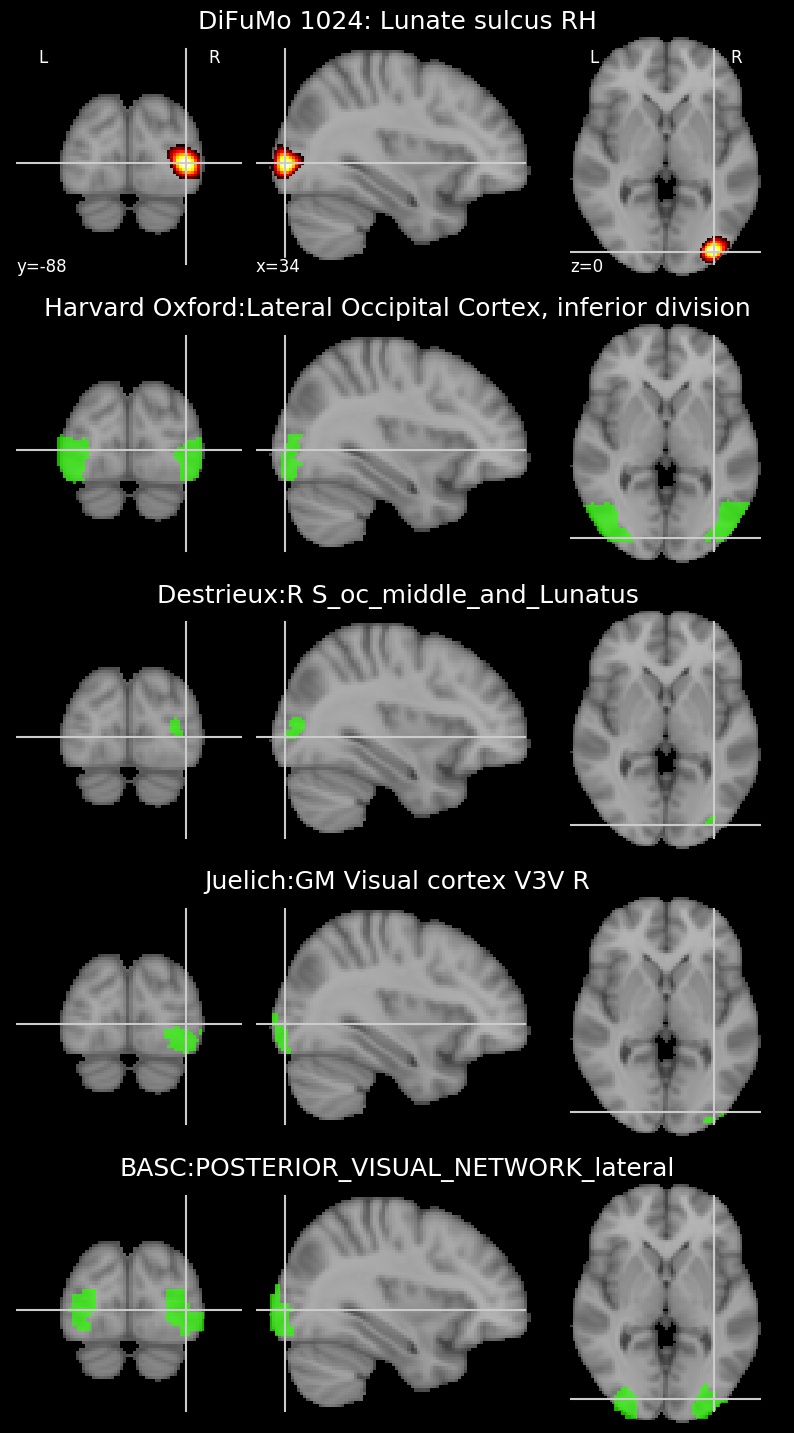 DiFuMo 1024: Lunate sulcus RH
L R L R
y=-88 x=34 z=0
Harvard Oxford:Lateral Occipital Cortex, inferior division
Destrieux:R S_oc_middle_and_Lunatus
Juelich:GM Visual cortex V3V R
BASC:POSTERIOR_VISUAL_NETWORK_lateral